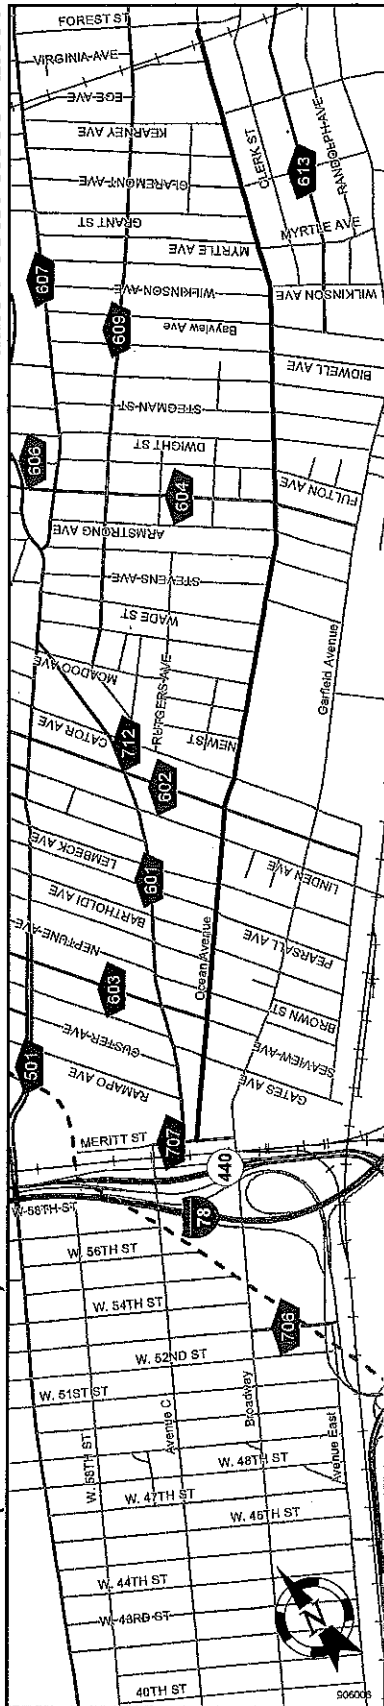 FOREST ST
VIRGINIA AVE
EGE AVE
KEARNEY AVE
CLAREMONT AVE
GRANT ST
MYRTLE AVE
WILKINSON AVE
Bayview Ave
STEGMAN ST
DWIGHT ST
ARMSTRONG AVE
STEVENS AVE
WADE ST
MCADOO AVE
RUTGERS AVE
NEW ST
CATOR AVE
LEMBECK AVE
BARTHOLDI AVE
NEPTUNE AVE
CUSTER AVE
RAMAPO AVE
MERITT ST
CLERK ST
RANDOLPH AVE
MYRTLE AVE
WILKINSON AVE
BIDWELL AVE
FULTON AVE
Garfield Avenue
LINDEN AVE
PEARSALL AVE
BROWN ST
SEAVIEW AVE
GATES AVE
Ocean Avenue
607
609
613
606
604
712
602
601
603
501
707
440
78
706
W 58TH ST
W. 56TH ST
W. 54TH ST
W. 52ND ST
W. 51ST ST
W. 58TH ST
Avenue C
Broadway
Avenue East
W. 48TH ST
W. 47TH ST
W. 45TH ST
W. 44TH ST
W. 43RD ST
40TH ST
N
906006